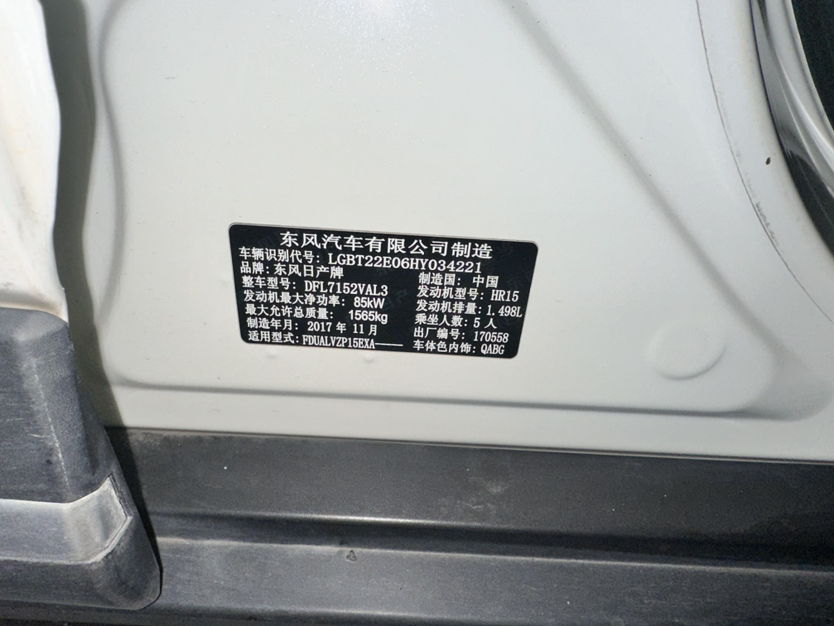 东风汽车有限公司制造
车辆识别代号: LGBT22E06HY034221
品牌: 东风日产牌 制造国: 中国
整车型号: DFL7152VAL3 发动机型号: HR15
发动机最大净功率: 85kW 发动机排量: 1.498L
最大允许总质量: 1565kg 乘坐人数: 5 人
制造年月: 2017 年 11 月 出厂编号: 170558
适用型式: FDUALVZP15EXA—— 车体色内饰: QABG